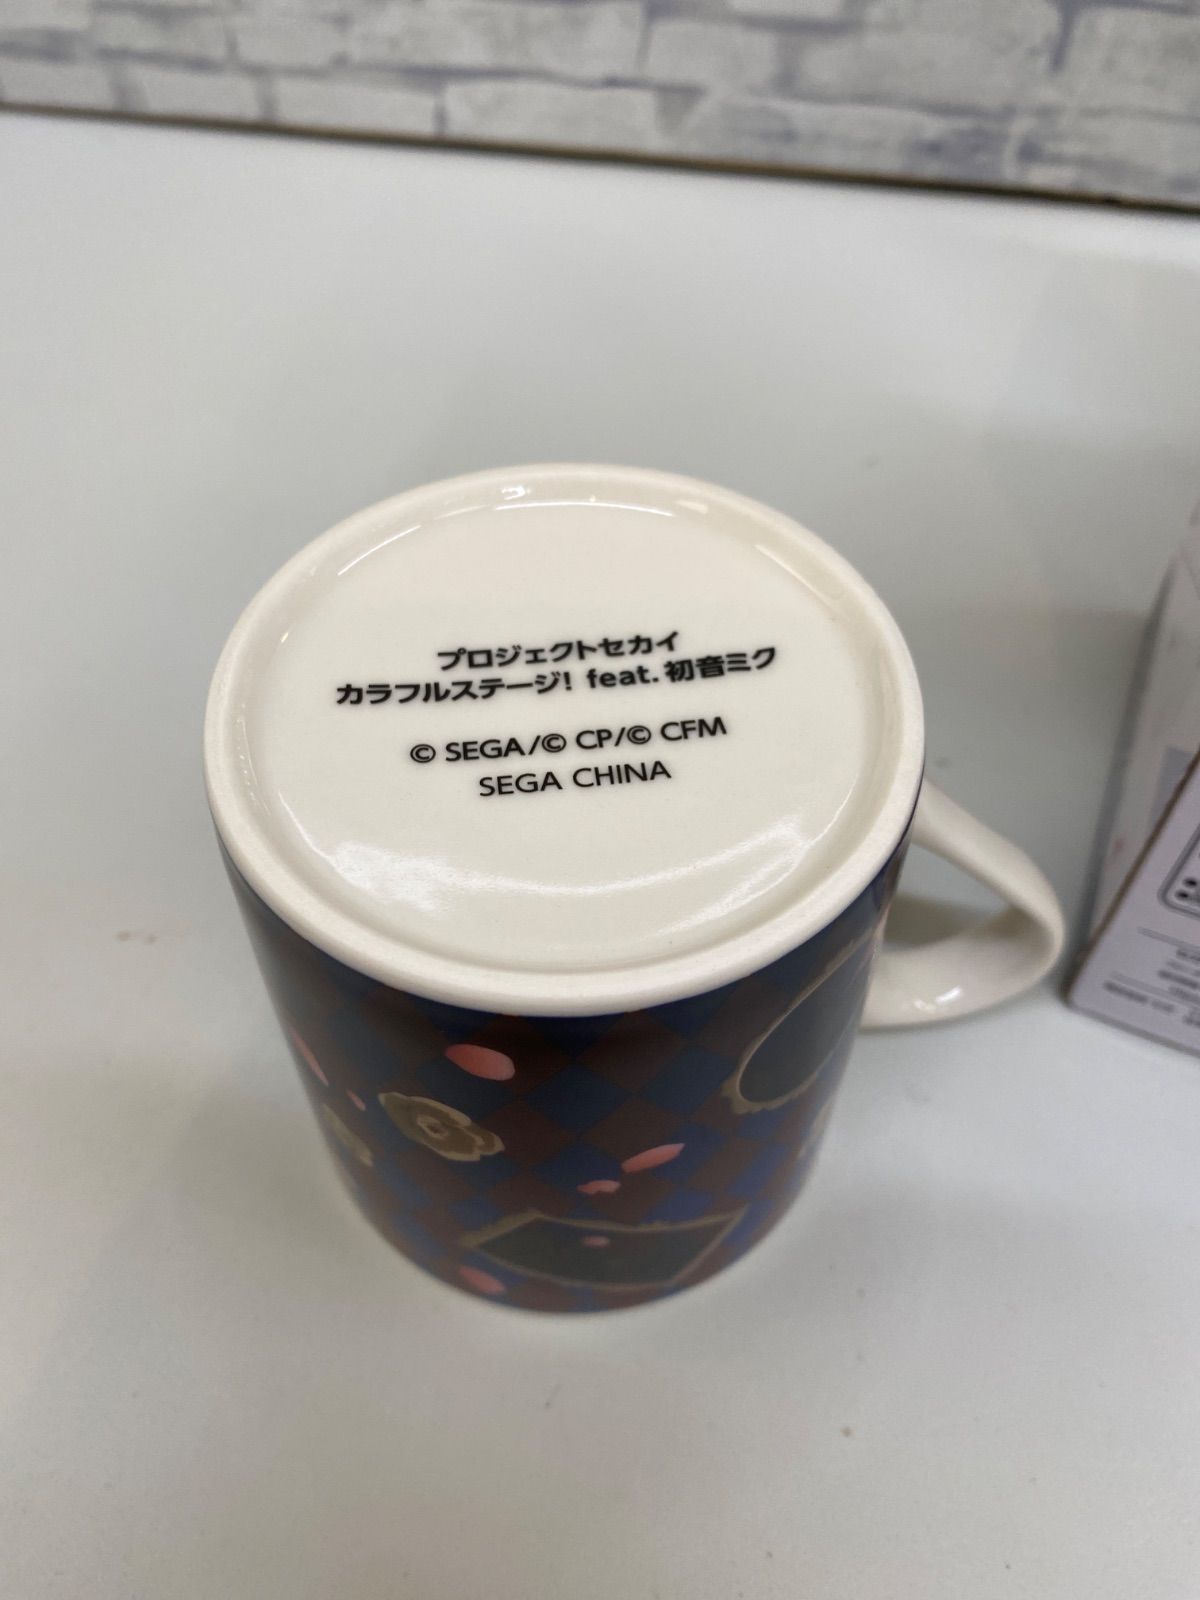 プロジェクトセカイ
カラフルステージ! feat. 初音ミク
© SEGA/© CP/© CFM
SEGA CHINA